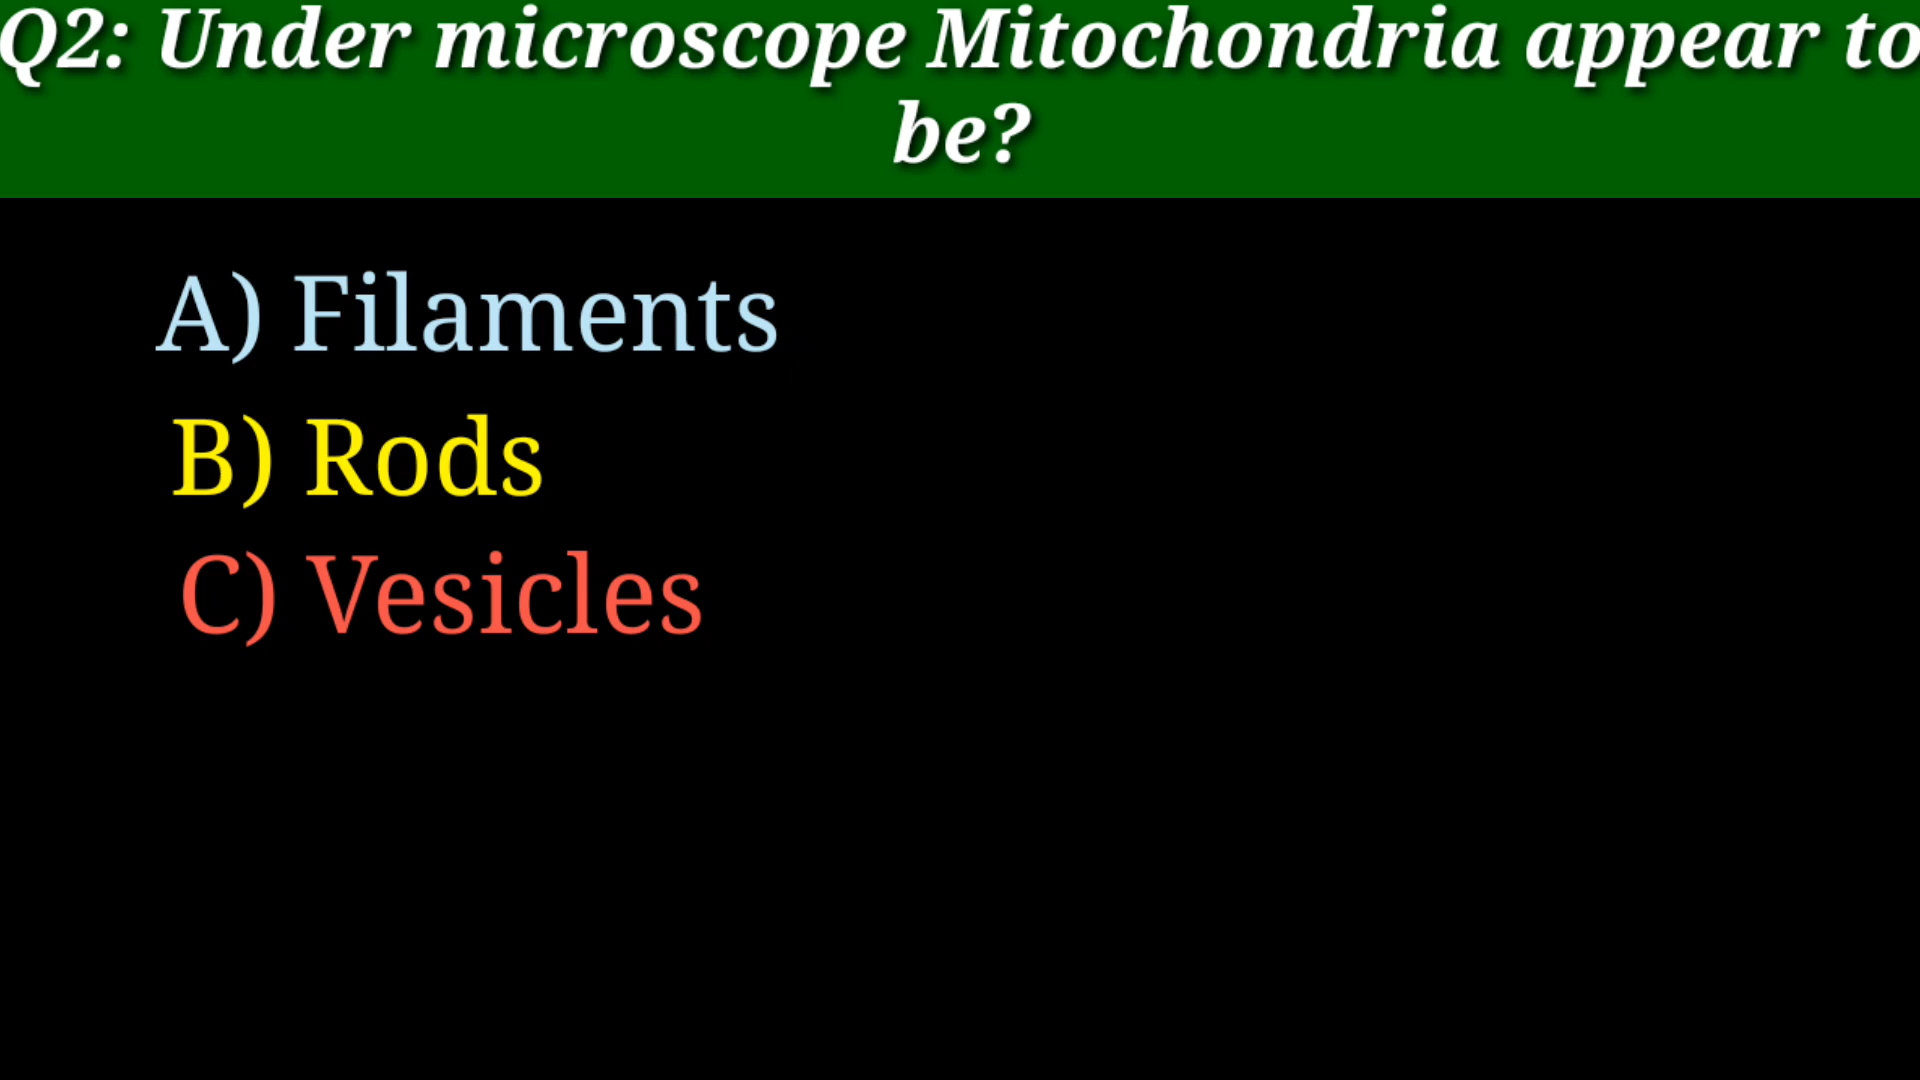 Q2: Under microscope Mitochondria appear to
be?
A) Filaments
B) Rods
C) Vesicles